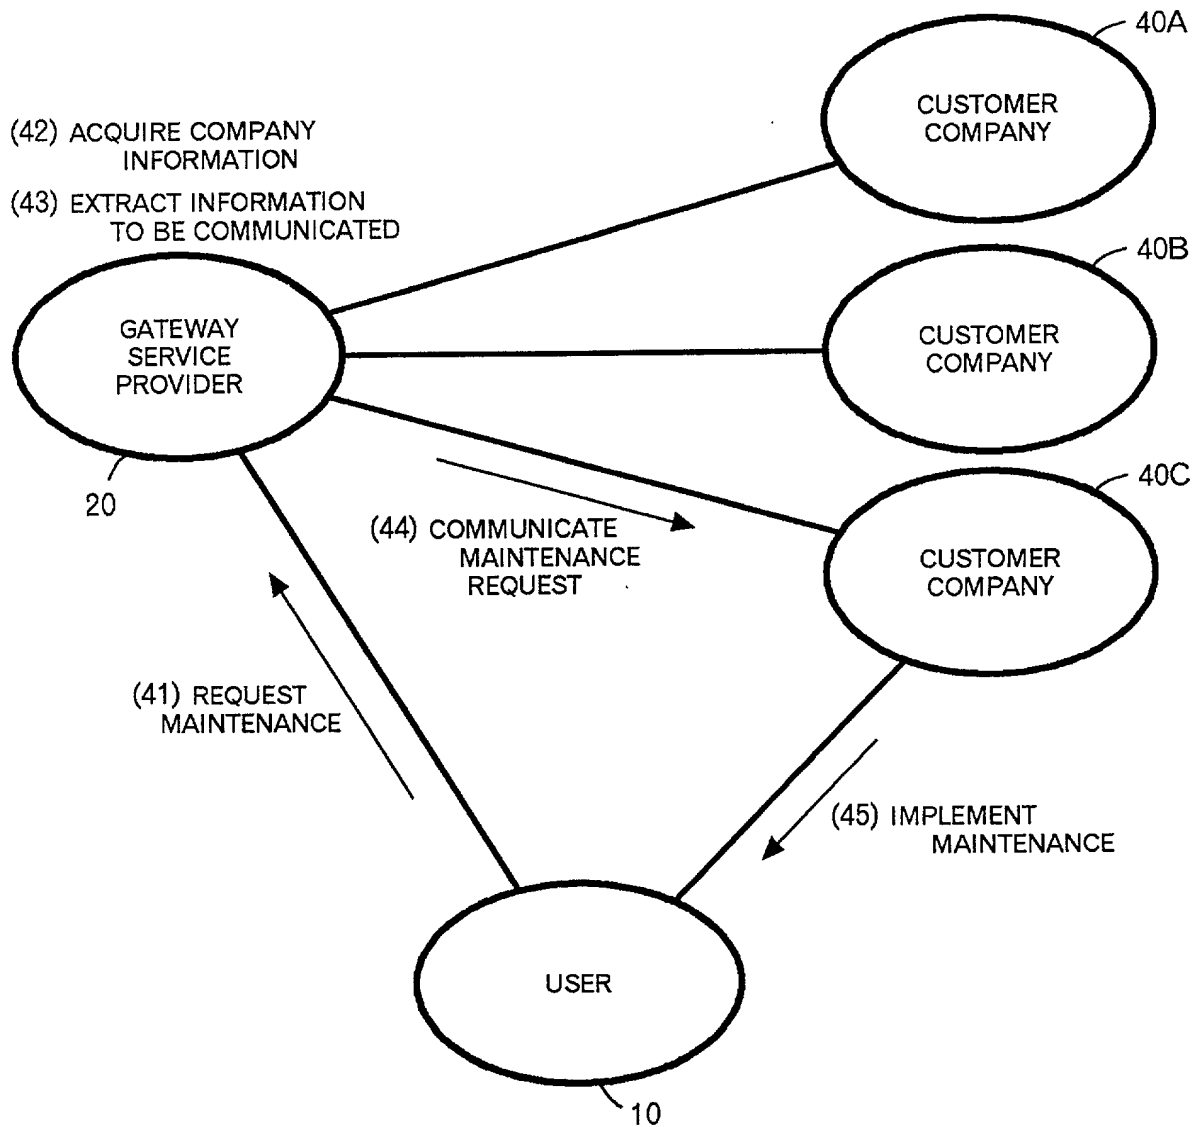 40A
CUSTOMER
COMPANY
(42) ACQUIRE COMPANY
INFORMATION
(43) EXTRACT INFORMATION
TO BE COMMUNICATED
40B
GATEWAY
SERVICE
PROVIDER
CUSTOMER
COMPANY
20
40C
(44) COMMUNICATE
MAINTENANCE
REQUEST
CUSTOMER
COMPANY
(41) REQUEST
MAINTENANCE
(45) IMPLEMENT
MAINTENANCE
USER
10